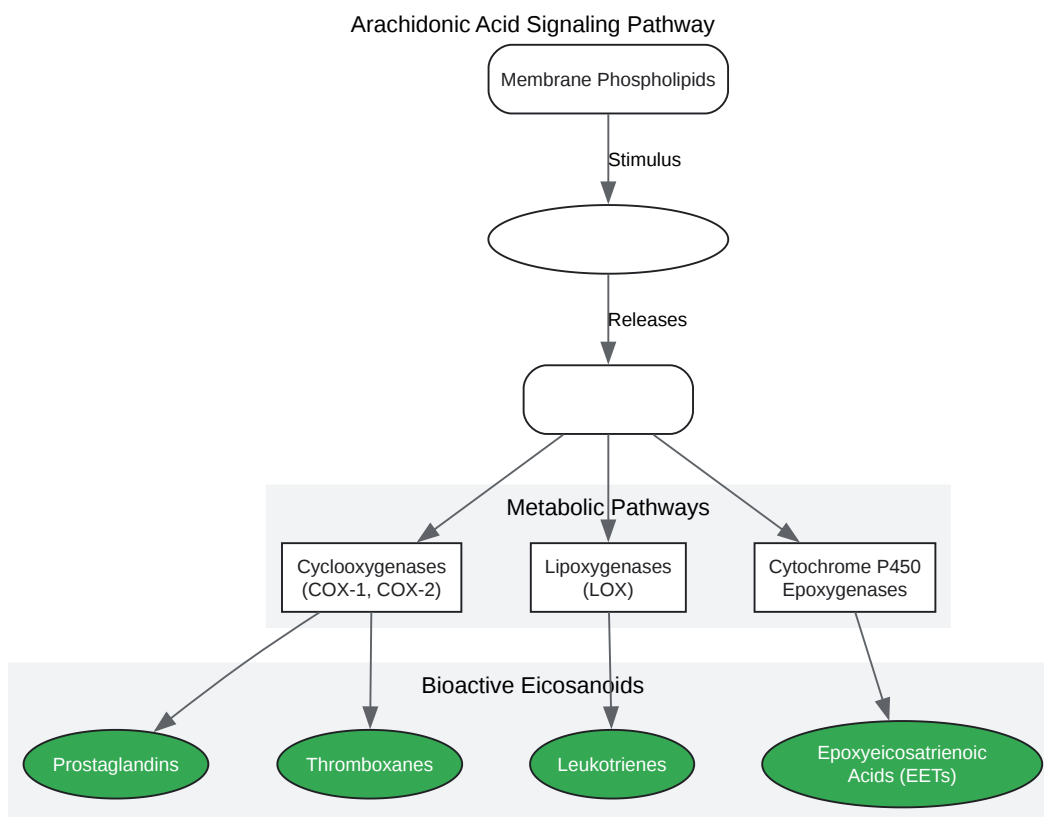 Arachidonic Acid Signaling Pathway
Membrane Phospholipids
Stimulus
Releases
Metabolic Pathways
Cyclooxygenases
(COX-1, COX-2)
Lipoxygenases
(LOX)
Cytochrome P450
Epoxygenases
Bioactive Eicosanoids
Prostaglandins
Thromboxanes
Leukotrienes
Epoxyeicosatrienoic
Acids (EETs)